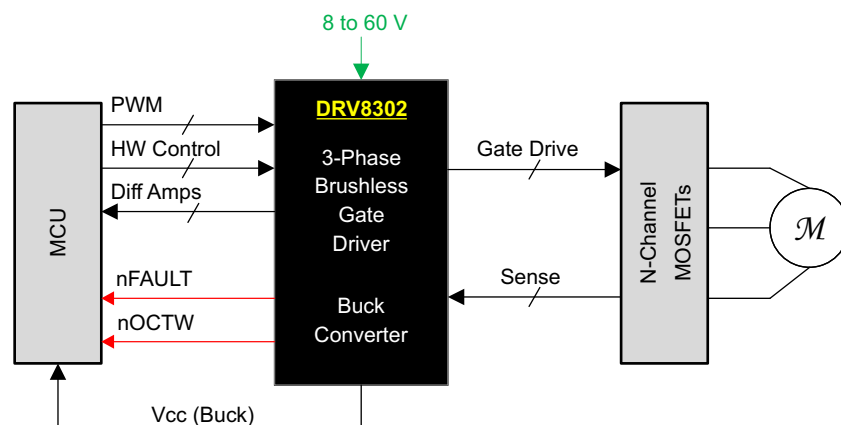 8 to 60 V
PWM
HW Control
Diff Amps
nFAULT
nOCTW
MCU
DRV8302
3-Phase
Brushless
Gate
Driver
Buck
Converter
Gate Drive
Sense
N-Channel
MOSFETs
M
Vcc (Buck)